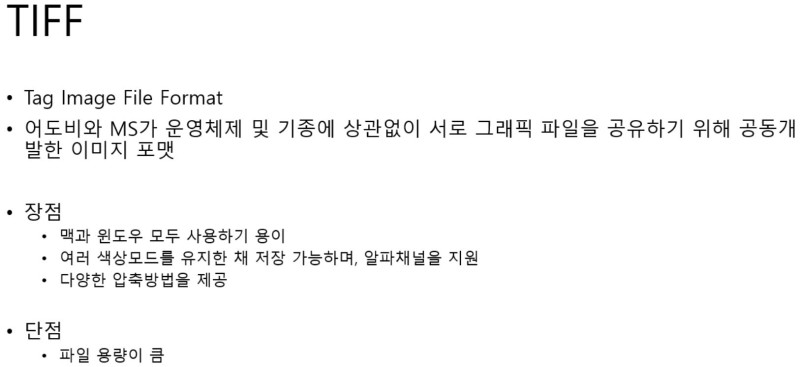 TIFF
• Tag Image File Format
• 어도비와 MS가 운영체제 및 기종에 상관없이 서로 그래픽 파일을 공유하기 위해 공동개
발한 이미지 포맷
• 장점
• 맥과 윈도우 모두 사용하기 용이
• 여러 색상모드를 유지한 채 저장 가능하며, 알파채널을 지원
• 다양한 압축방법을 제공
• 단점
• 파일 용량이 큼